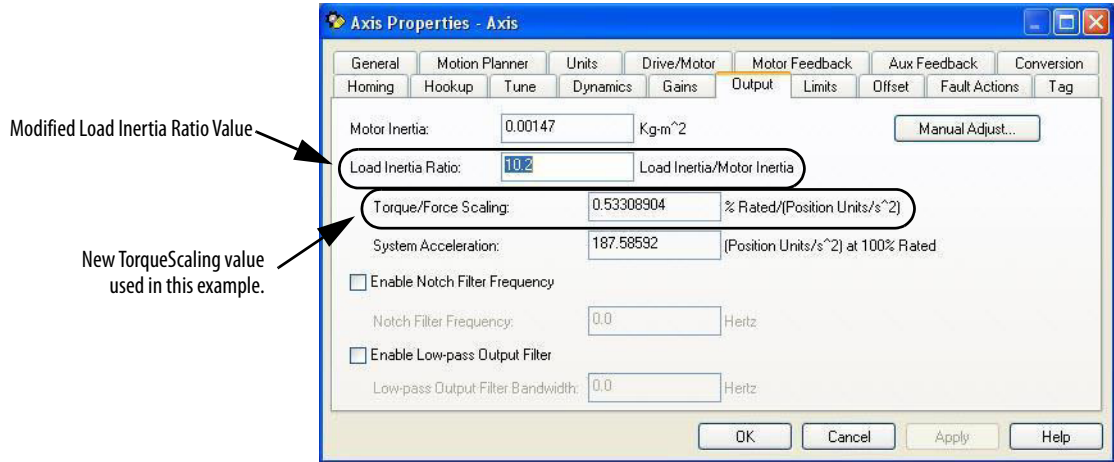 Axis Properties - Axis
General Motion Planner Units Drive/Motor Motor Feedback Aux Feedback Conversion
Homing Hookup Tune Dynamics Gains Output Limits Offset Fault Actions Tag
Modified Load Inertia Ratio Value
Motor Inertia: 0.00147 Kg-m^2 Manual Adjust...
Load Inertia Ratio: 10.2 Load Inertia/Motor Inertia
Torque/Force Scaling: 0.53308904 % Rated/(Position Units/s^2)
System Acceleration: 187.58592 (Position Units/s^2) at 100% Rated
New TorqueScaling value
used in this example.
Enable Notch Filter Frequency
Notch Filter Frequency: 0.0 Hertz
Enable Low-pass Output Filter
Low-pass Output Filter Bandwidth: 0.0 Hertz
OK Cancel Apply Help